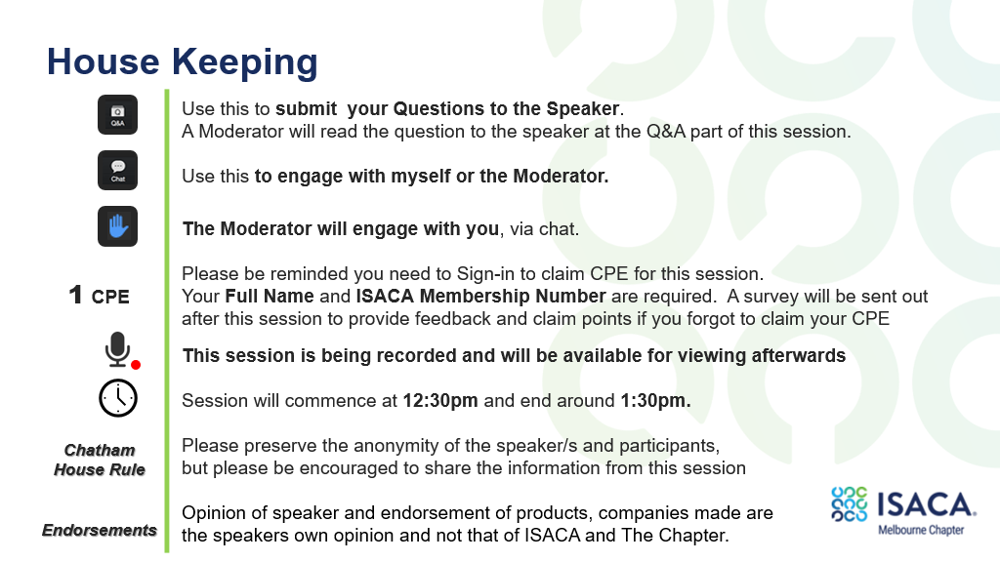 House Keeping
Q&A
Use this to submit your Questions to the Speaker.
A Moderator will read the question to the speaker at the Q&A part of this session.
Chat
Use this to engage with myself or the Moderator.
The Moderator will engage with you, via chat.
1 CPE
Please be reminded you need to Sign-in to claim CPE for this session.
Your Full Name and ISACA Membership Number are required. A survey will be sent out
after this session to provide feedback and claim points if you forgot to claim your CPE
This session is being recorded and will be available for viewing afterwards
Session will commence at 12:30pm and end around 1:30pm.
Chatham
House Rule
Please preserve the anonymity of the speaker/s and participants,
but please be encouraged to share the information from this session
Endorsements
Opinion of speaker and endorsement of products, companies made are
the speakers own opinion and not that of ISACA and The Chapter.
ISACA.
Melbourne Chapter